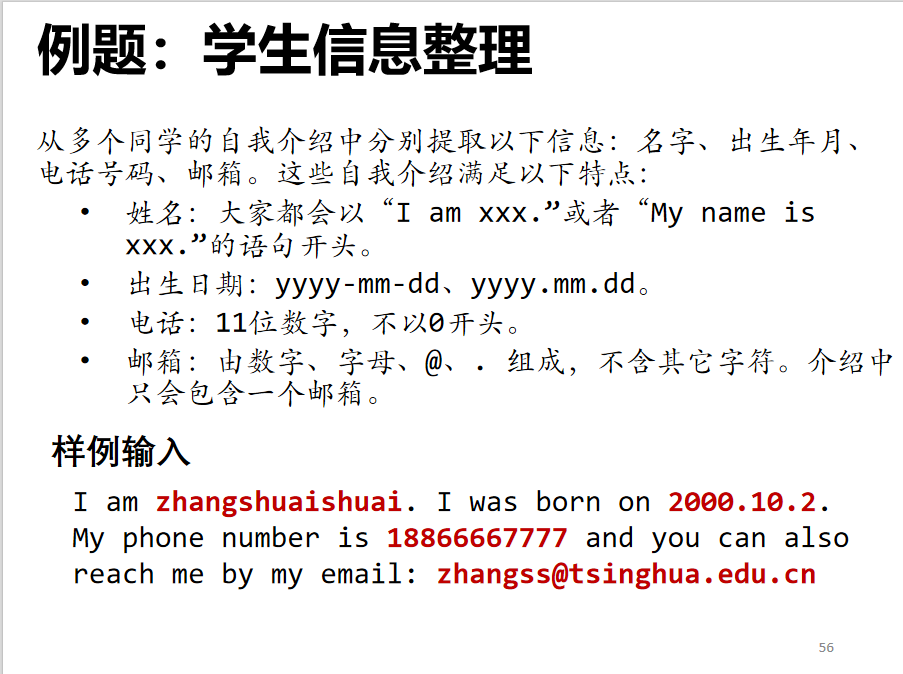 例题：学生信息整理
从多个同学的自我介绍中分别提取以下信息：名字、出生年月、
电话号码、邮箱。这些自我介绍满足以下特点：
• 姓名：大家都会以“I am xxx.”或者“My name is
xxx.”的语句开头。
• 出生日期：yyyy-mm-dd、yyyy.mm.dd。
• 电话：11位数字，不以0开头。
• 邮箱：由数字、字母、@、. 组成，不含其它字符。介绍中
只会包含一个邮箱。
样例输入
I am zhangshuaishuai. I was born on 2000.10.2.
My phone number is 18866667777 and you can also
reach me by my email: zhangss@tsinghua.edu.cn
56